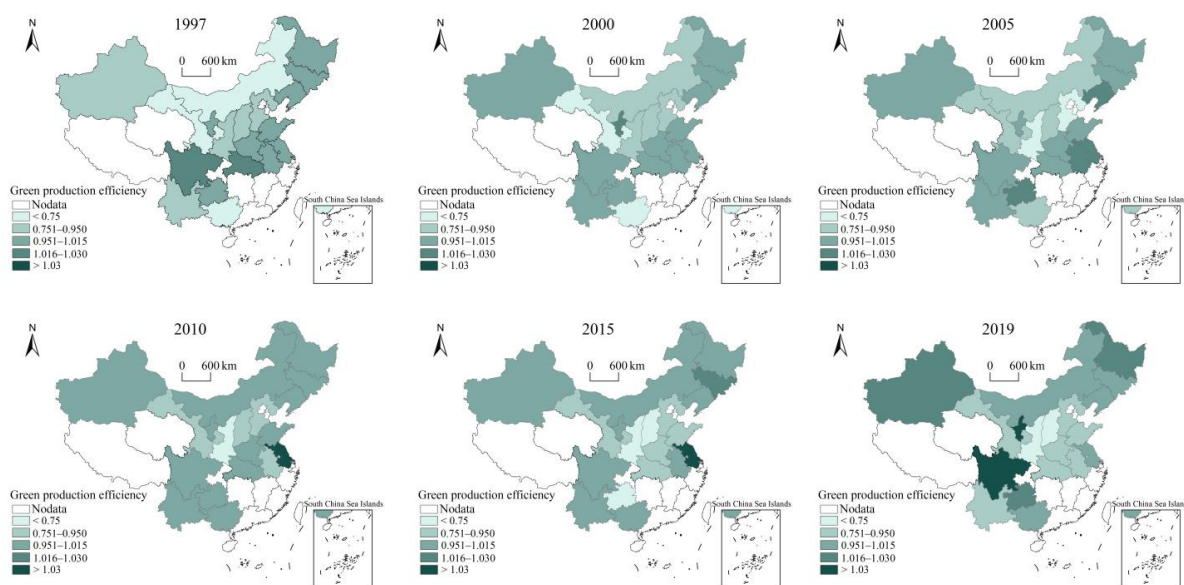 1997
N
0 600 km
Green production efficiency
Nodata
< 0.75
0.751–0.950
0.951–1.015
1.016–1.030
> 1.03
South China Sea Islands
2000
N
0 600 km
Green production efficiency
Nodata
< 0.75
0.751–0.950
0.951–1.015
1.016–1.030
> 1.03
South China Sea Islands
2005
N
0 600 km
Green production efficiency
Nodata
< 0.75
0.751–0.950
0.951–1.015
1.016–1.030
> 1.03
South China Sea Islands
2010
N
0 600 km
Green production efficiency
Nodata
< 0.75
0.751–0.950
0.951–1.015
1.016–1.030
> 1.03
South China Sea Islands
2015
N
0 600 km
Green production efficiency
Nodata
< 0.75
0.751–0.950
0.951–1.015
1.016–1.030
> 1.03
South China Sea Islands
2019
N
0 600 km
Green production efficiency
Nodata
< 0.75
0.751–0.950
0.951–1.015
1.016–1.030
> 1.03
South China Sea Islands